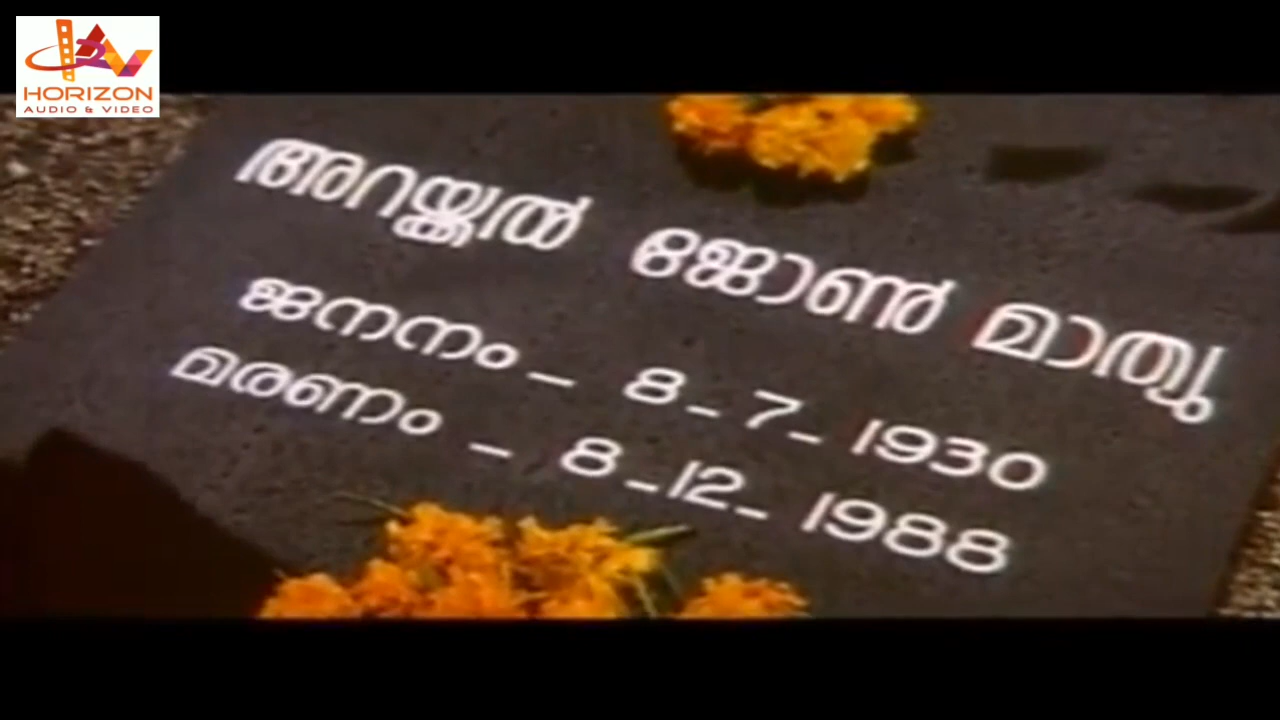 HORIZON
AUDIO & VIDEO
അറയ്ക്കൽ ജോൺ മാത്യു
ജനനം - 8-7-1930
മരണം - 8-12-1988